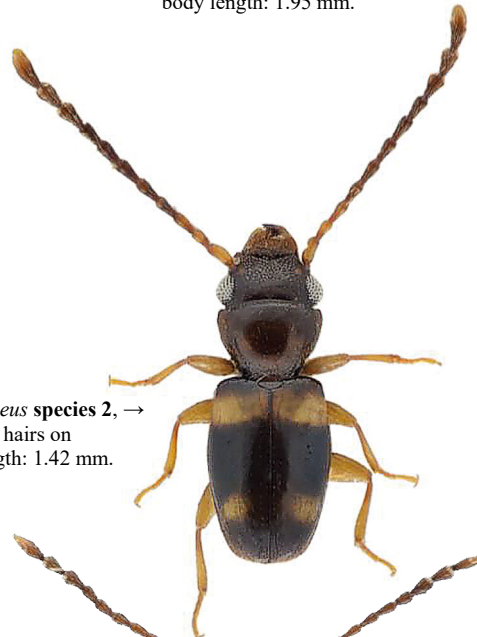 body length: 1.95 mm.
eus species 2, →
hairs on
gth: 1.42 mm.